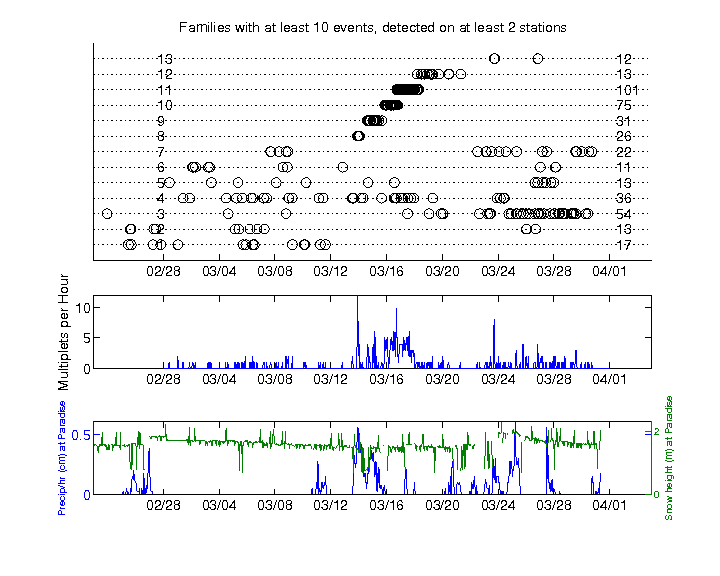 Families with at least 10 events, detected on at least 2 stations
13 12
12 13
11 101
10 75
9 31
8 26
7 22
6 11
5 13
4 36
3 54
2 13
1 17
02/28 03/04 03/08 03/12 03/16 03/20 03/24 03/28 04/01
Multiplets per Hour
10
5
0
02/28 03/04 03/08 03/12 03/16 03/20 03/24 03/28 04/01
Precip/hr (cm) at Paradise
0.5
0
2
0
Snow height (m) at Paradise
02/28 03/04 03/08 03/12 03/16 03/20 03/24 03/28 04/01